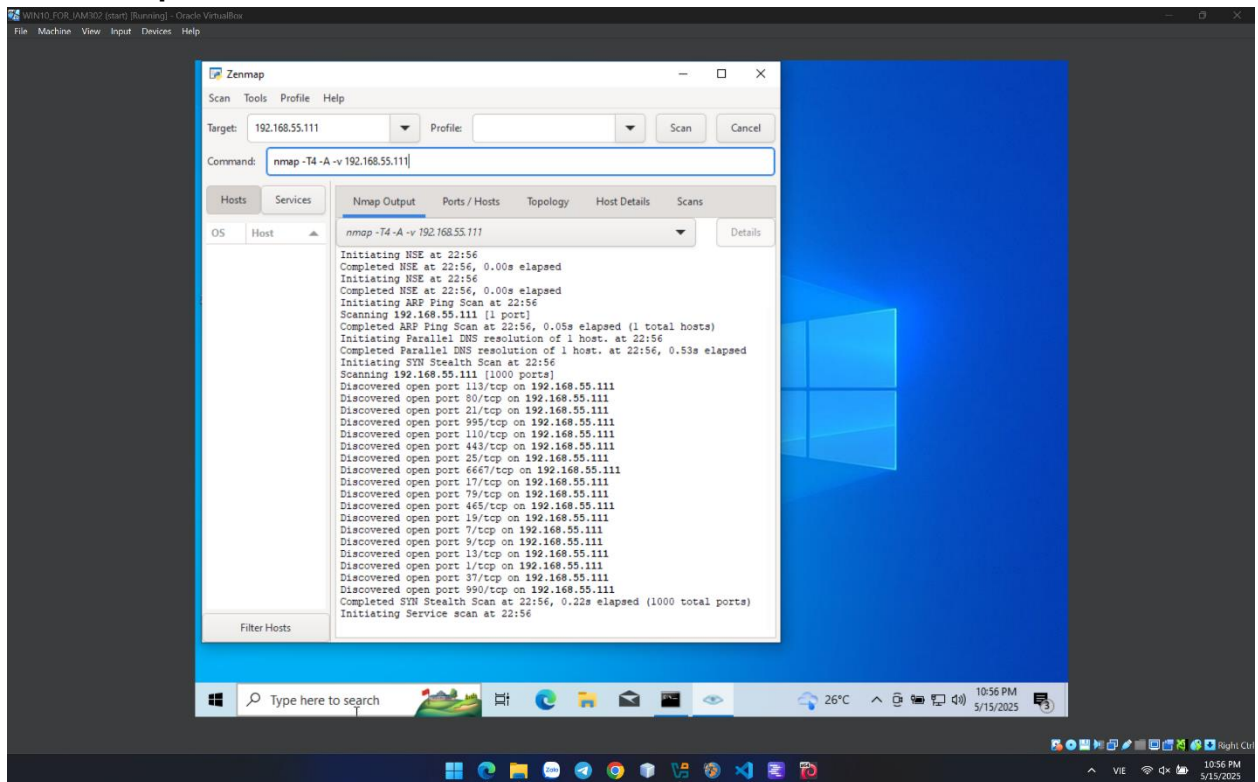 WIN10_FOR_IAM302 (start) [Running] - Oracle VirtualBox
File Machine View Input Devices Help
Zenmap
Scan Tools Profile Help
Target: 192.168.55.111 Profile: Scan Cancel
Command: nmap -T4 -A -v 192.168.55.111
Hosts Services Nmap Output Ports / Hosts Topology Host Details Scans
OS Host nmap -T4 -A -v 192.168.55.111 Details
Initiating NSE at 22:56
Completed NSE at 22:56, 0.00s elapsed
Initiating NSE at 22:56
Completed NSE at 22:56, 0.00s elapsed
Initiating ARP Ping Scan at 22:56
Scanning 192.168.55.111 [1 port]
Completed ARP Ping Scan at 22:56, 0.05s elapsed (1 total hosts)
Initiating Parallel DNS resolution of 1 host. at 22:56
Completed Parallel DNS resolution of 1 host. at 22:56, 0.53s elapsed
Initiating SYN Stealth Scan at 22:56
Scanning 192.168.55.111 [1000 ports]
Discovered open port 113/tcp on 192.168.55.111
Discovered open port 80/tcp on 192.168.55.111
Discovered open port 21/tcp on 192.168.55.111
Discovered open port 995/tcp on 192.168.55.111
Discovered open port 110/tcp on 192.168.55.111
Discovered open port 443/tcp on 192.168.55.111
Discovered open port 25/tcp on 192.168.55.111
Discovered open port 6667/tcp on 192.168.55.111
Discovered open port 17/tcp on 192.168.55.111
Discovered open port 79/tcp on 192.168.55.111
Discovered open port 465/tcp on 192.168.55.111
Discovered open port 19/tcp on 192.168.55.111
Discovered open port 7/tcp on 192.168.55.111
Discovered open port 9/tcp on 192.168.55.111
Discovered open port 13/tcp on 192.168.55.111
Discovered open port 1/tcp on 192.168.55.111
Discovered open port 37/tcp on 192.168.55.111
Discovered open port 990/tcp on 192.168.55.111
Completed SYN Stealth Scan at 22:56, 0.22s elapsed (1000 total ports)
Initiating Service scan at 22:56
Filter Hosts
Type here to search 26°C 10:56 PM
5/15/2025 3
Right Ctrl
Zalo VIE 10:56 PM
5/15/2025